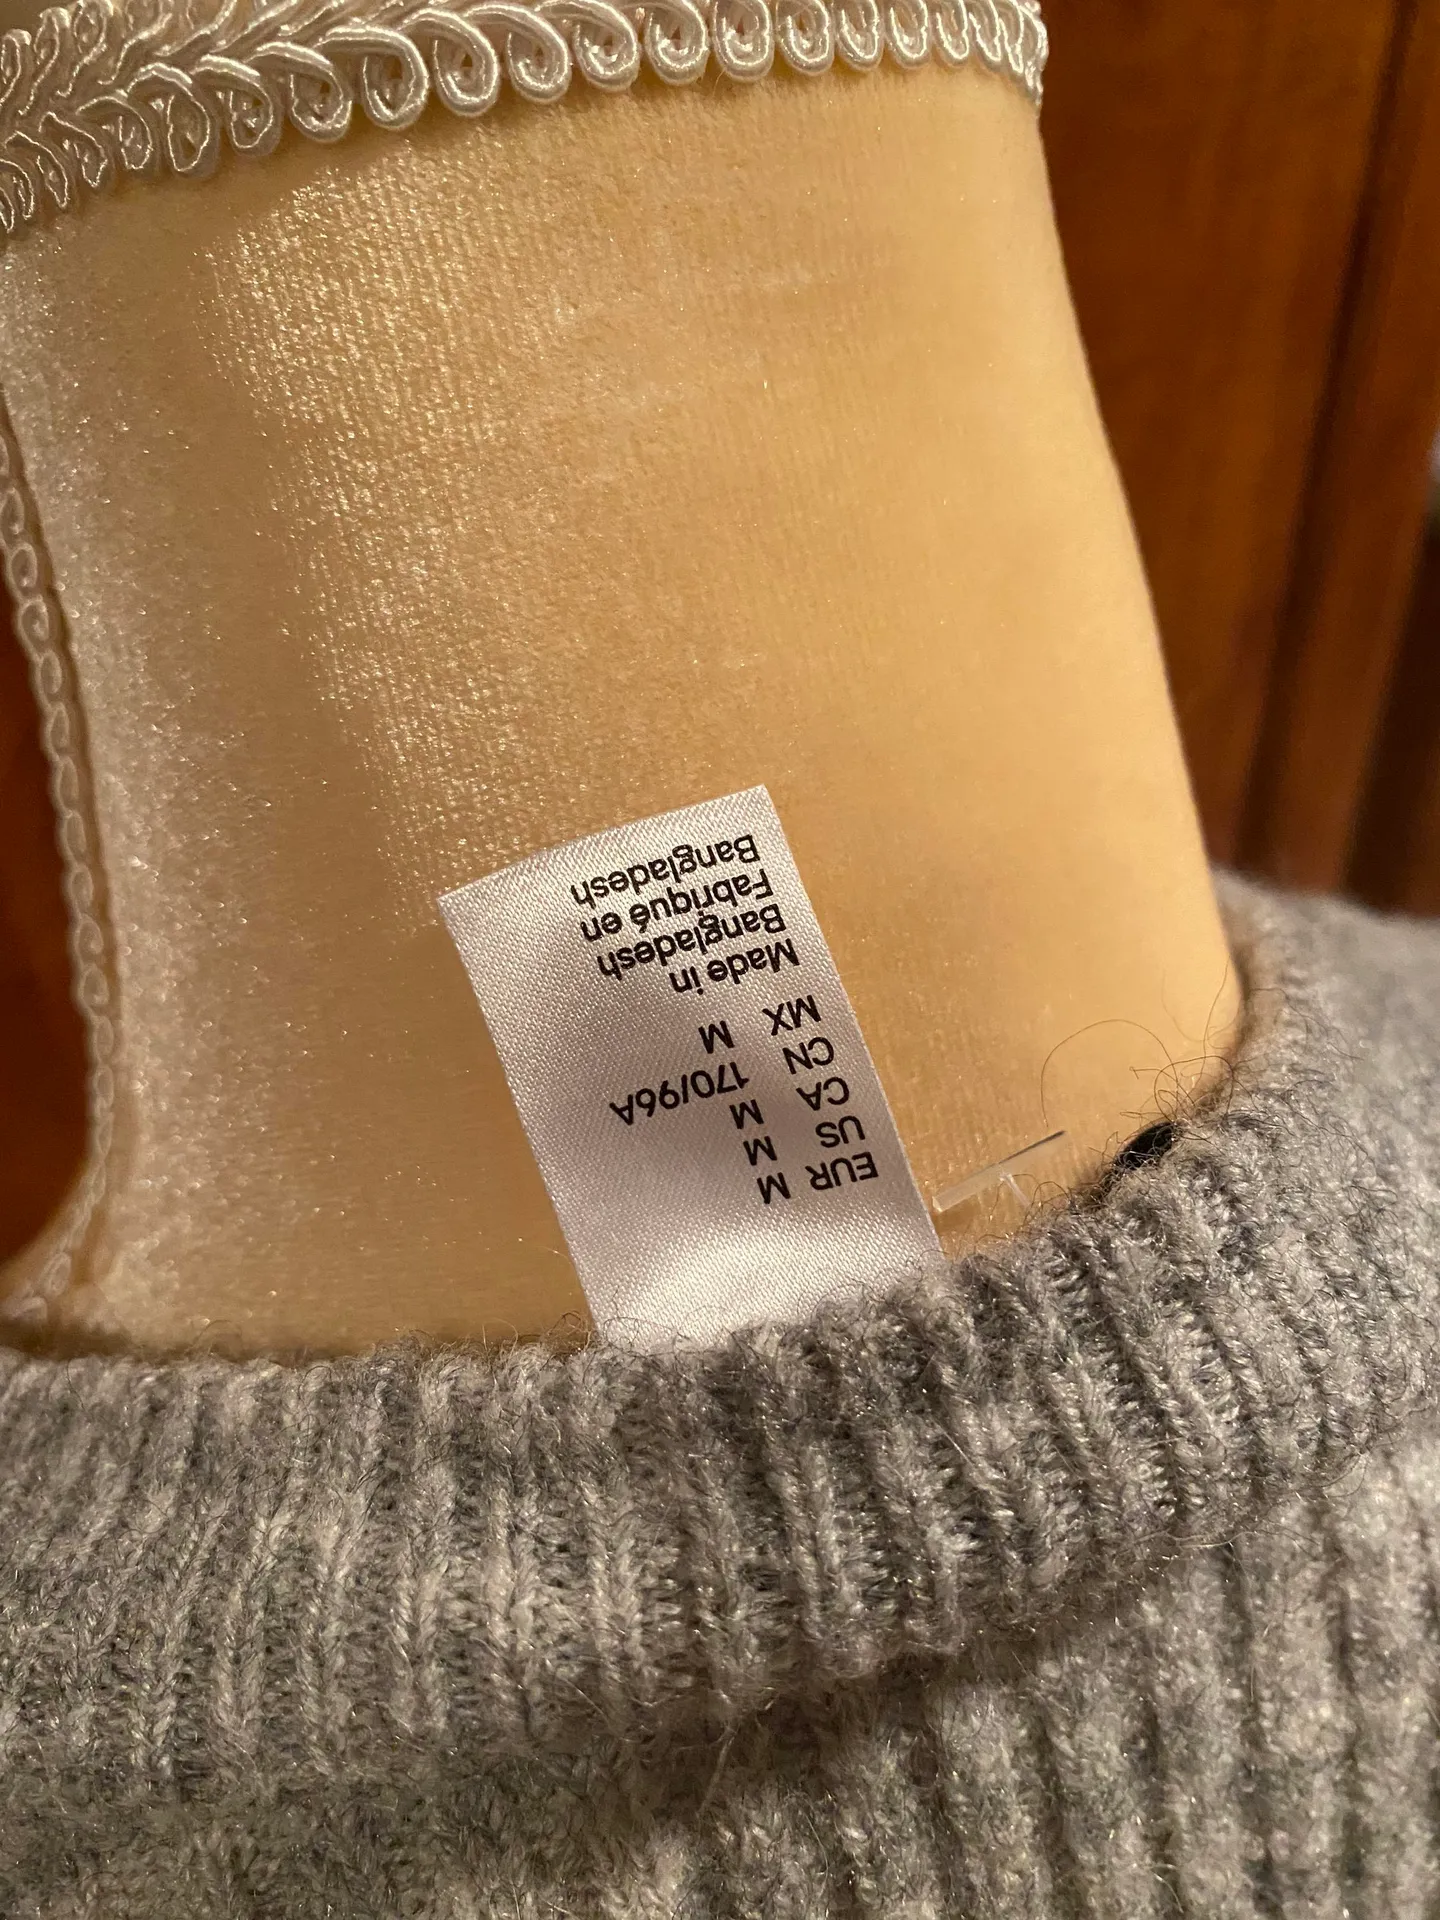 EUR M
US M
CA M
CN 170/96A
MX M
Made in
Bangladesh
Fabriqué en
Bangladesh